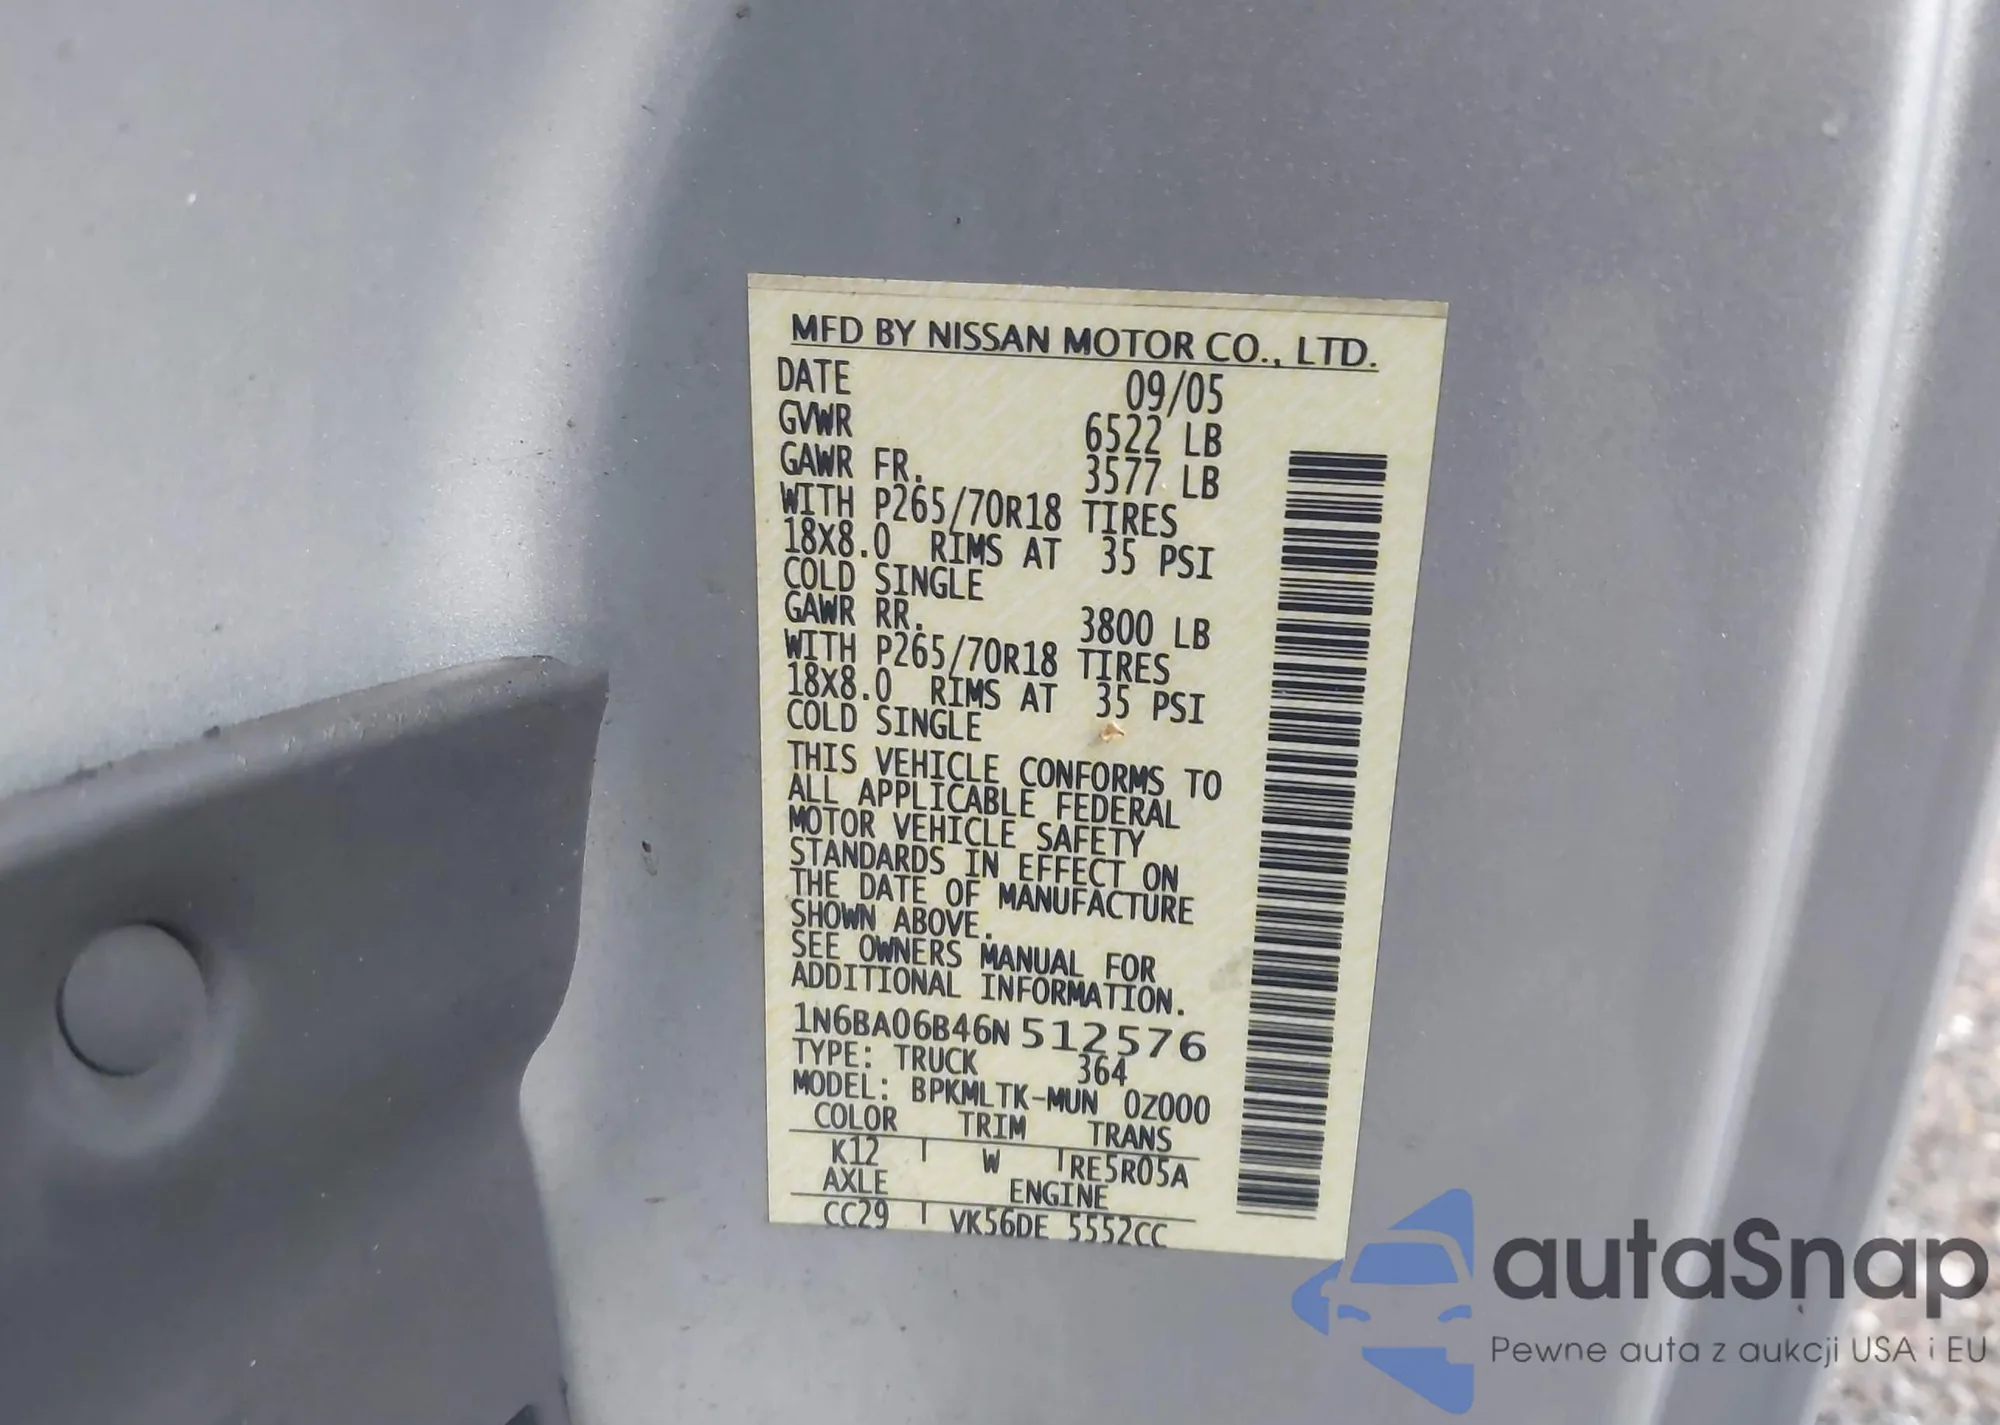 MFD BY NISSAN MOTOR CO., LTD.
DATE 09/05
GVWR 6522 LB
GAWR FR. 3577 LB
WITH P265/70R18 TIRES
18X8.0 RIMS AT 35 PSI
COLD SINGLE
GAWR RR. 3800 LB
WITH P265/70R18 TIRES
18X8.0 RIMS AT 35 PSI
COLD SINGLE
THIS VEHICLE CONFORMS TO
ALL APPLICABLE FEDERAL
MOTOR VEHICLE SAFETY
STANDARDS IN EFFECT ON
THE DATE OF MANUFACTURE
SHOWN ABOVE.
SEE OWNERS MANUAL FOR
ADDITIONAL INFORMATION.
1N6BA06B46N512576
TYPE: TRUCK 364
MODEL: BPKMLTK-MUN 0Z000
COLOR TRIM TRANS
K12 W RE5R05A
AXLE ENGINE
CC29 VK56DE 5552CC
autaSnap
Pewne auta z aukcji USA i EU